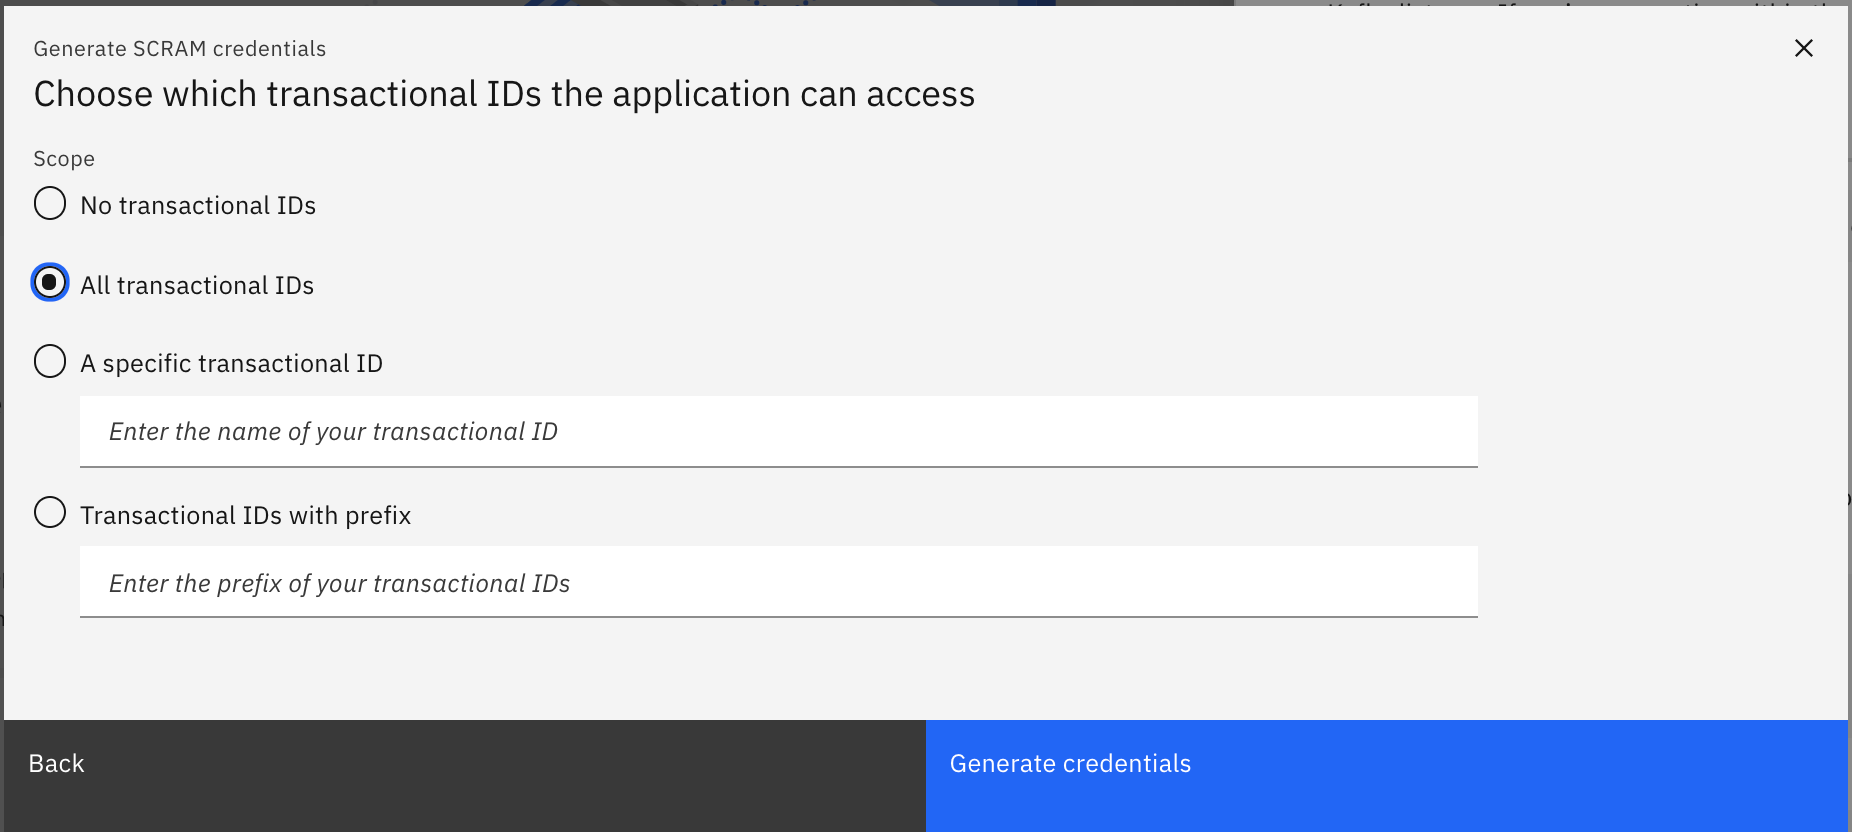 Generate SCRAM credentials
Choose which transactional IDs the application can access
Scope
No transactional IDs
All transactional IDs
A specific transactional ID
Enter the name of your transactional ID
Transactional IDs with prefix
Enter the prefix of your transactional IDs
Back
Generate credentials